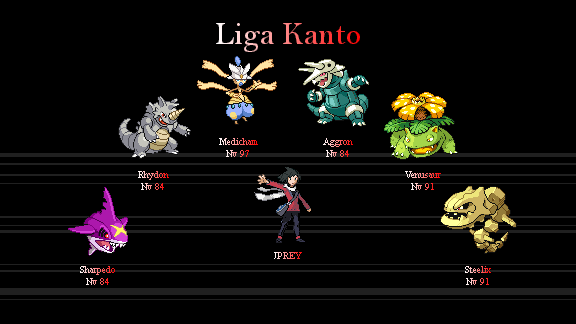 Liga Kanto
Medicham
Nv 97
Aggron
Nv 84
Rhydon
Nv 84
Venusaur
Nv 91
JPREY
Sharpedo
Nv 84
Steelix
Nv 91